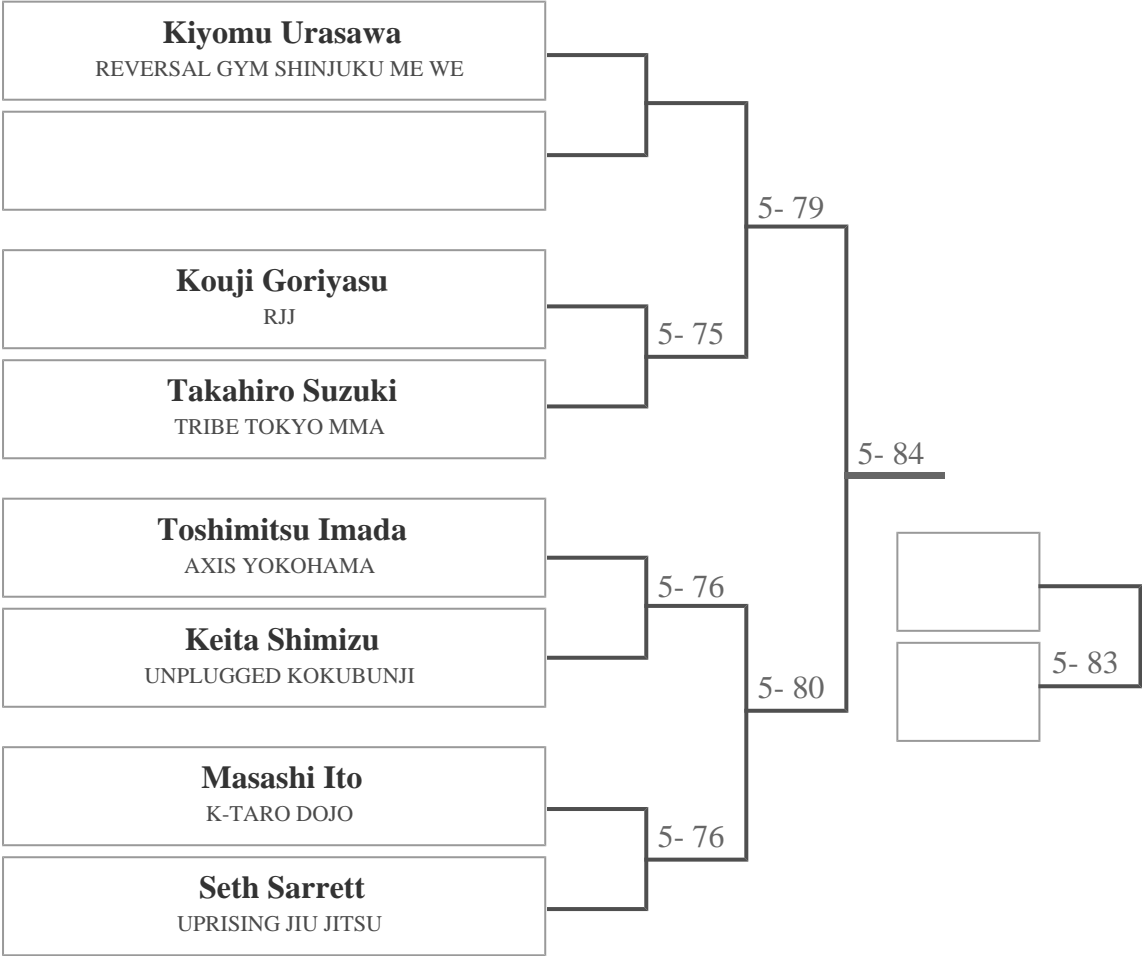 Kiyomu Urasawa
REVERSAL GYM SHINJUKU ME WE
5- 79
Kouji Goriyasu
RJJ
5- 75
Takahiro Suzuki
TRIBE TOKYO MMA
5- 84
Toshimitsu Imada
AXIS YOKOHAMA
5- 76
Keita Shimizu
UNPLUGGED KOKUBUNJI
5- 80
5- 83
Masashi Ito
K-TARO DOJO
5- 76
Seth Sarrett
UPRISING JIU JITSU